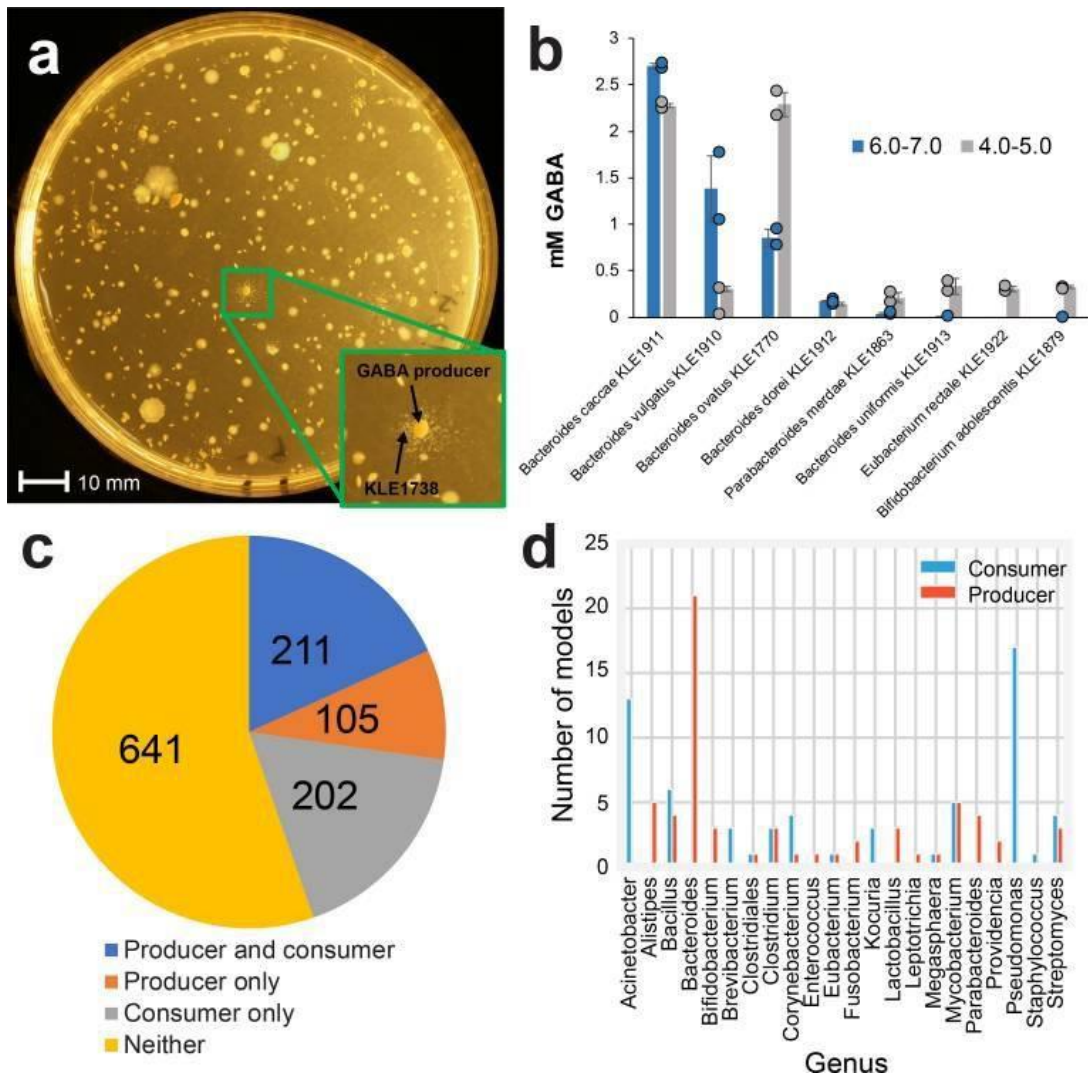 a
GABA producer
KLE1738
10 mm
b
3
2.5
2
1.5
1
0.5
0
mM GABA
6.0-7.0 4.0-5.0
Bacteroides caccae KLE1911
Bacteroides vulgatus KLE1910
Bacteroides ovatus KLE1770
Bacteroides dorei KLE1912
Parabacteroides merdae KLE1863
Bacteroides uniformis KLE1913
Eubacterium rectale KLE1922
Bifidobacterium adolescentis KLE1879
c
211
105
202
641
Producer and consumer
Producer only
Consumer only
Neither
d
25
20
15
10
5
0
Number of models
Consumer
Producer
Acinetobacter
Alistipes
Bacillus
Bacteroides
Bifidobacterium
Brevibacterium
Clostridiales
Clostridium
Corynebacterium
Enterococcus
Eubacterium
Fusobacterium
Kocuria
Lactobacillus
Leptotrichia
Megasphaera
Mycobacterium
Parabacteroides
Providencia
Pseudomonas
Staphylococcus
Streptomyces
Genus